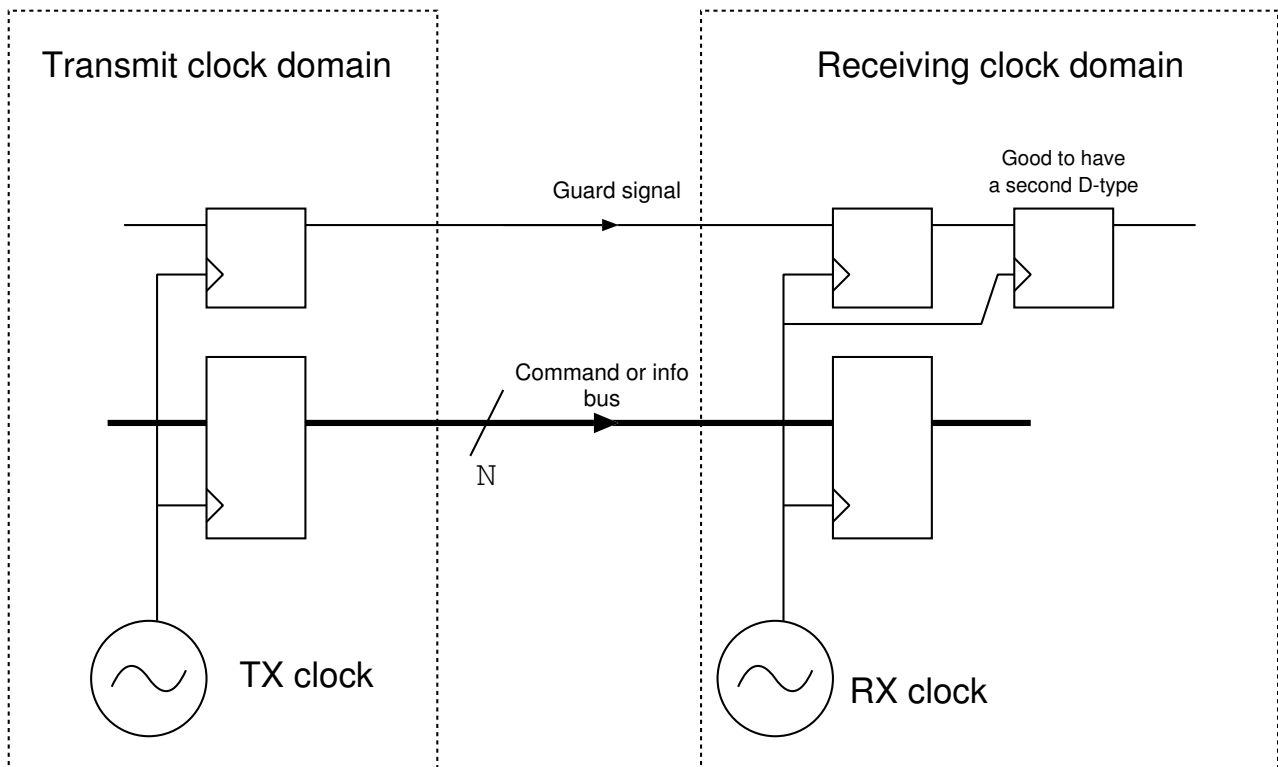 Transmit clock domain
Receiving clock domain
Good to have
a second D-type
Guard signal
Command or info
bus
N
TX clock
RX clock